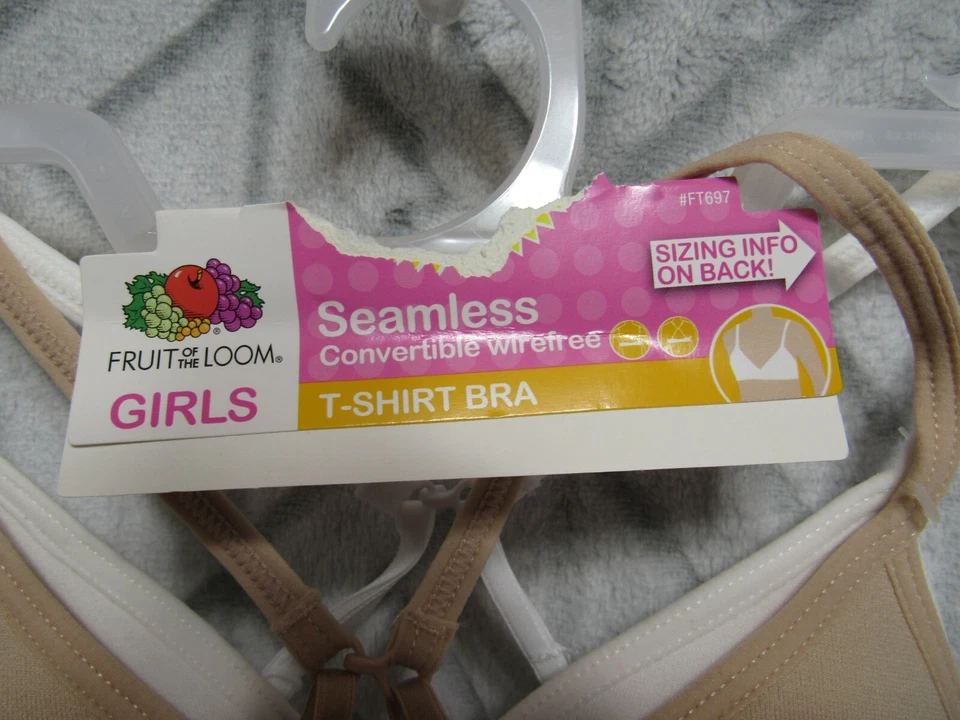 #FT697
SIZING INFO
ON BACK!
Seamless
Convertible wirefree
FRUIT OF THE LOOM®
GIRLS
T-SHIRT BRA